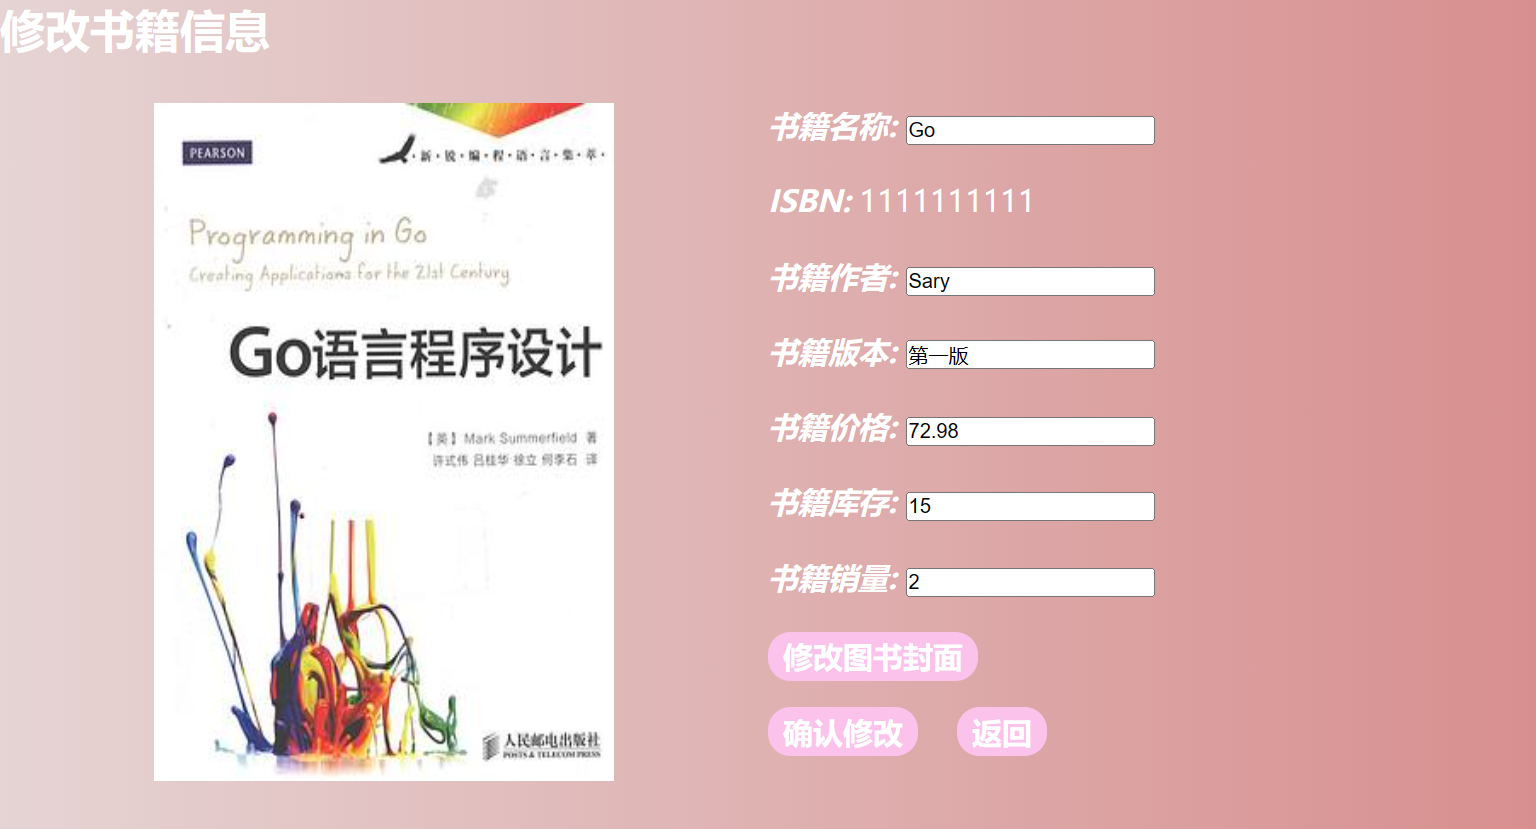 修改书籍信息
PEARSON
·新·锐·编·程·语·言·集·萃·
Programming in Go
Creating Applications for the 21st Century
Go语言程序设计
【英】Mark Summerfield 著
许式伟 吕桂华 徐立 何李石 译
人民邮电出版社
POSTS & TELECOM PRESS
书籍名称: Go
ISBN: 1111111111
书籍作者: Sary
书籍版本: 第一版
书籍价格: 72.98
书籍库存: 15
书籍销量: 2
修改图书封面
确认修改 返回